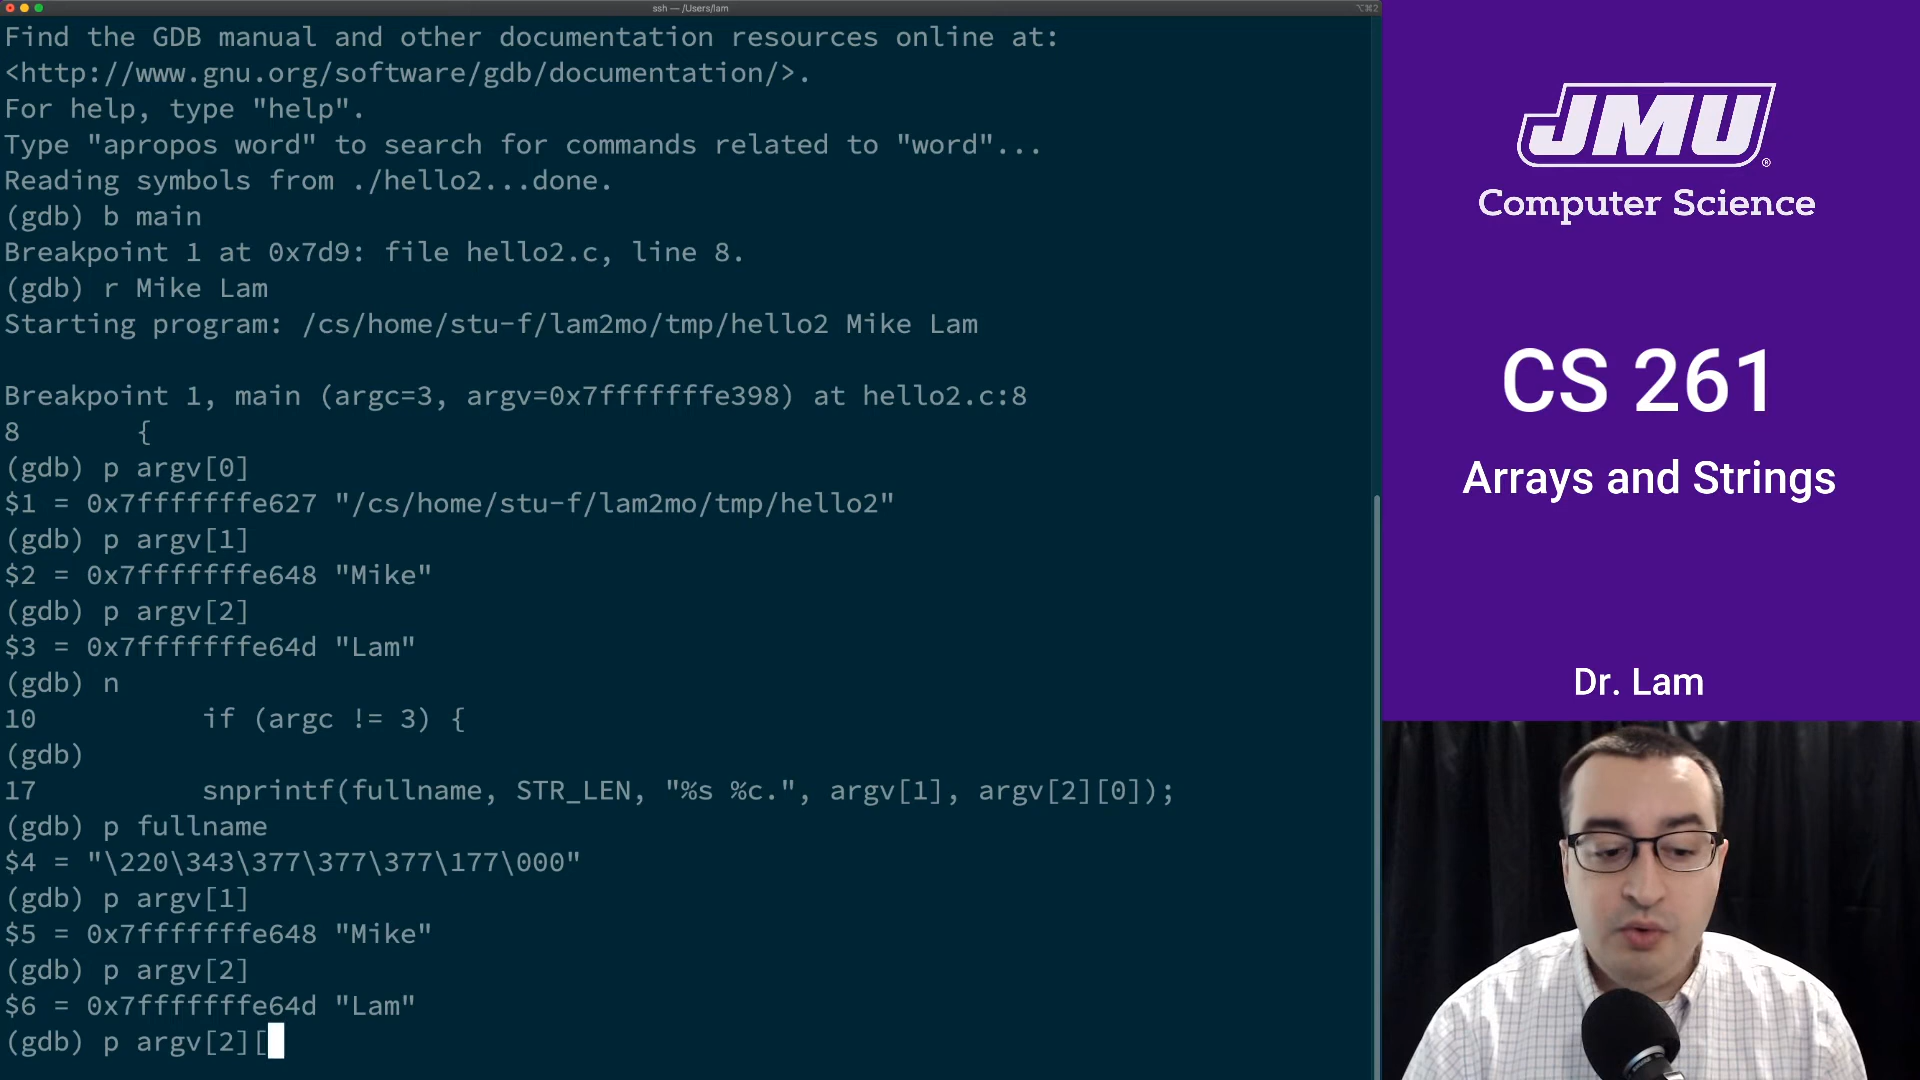 ssh — /Users/lam
⌥⌘2
Find the GDB manual and other documentation resources online at:
<http://www.gnu.org/software/gdb/documentation/>.
For help, type "help".
Type "apropos word" to search for commands related to "word"...
Reading symbols from ./hello2...done.
(gdb) b main
Breakpoint 1 at 0x7d9: file hello2.c, line 8.
(gdb) r Mike Lam
Starting program: /cs/home/stu-f/lam2mo/tmp/hello2 Mike Lam
Breakpoint 1, main (argc=3, argv=0x7fffffffe398) at hello2.c:8
8       {
(gdb) p argv[0]
$1 = 0x7fffffffe627 "/cs/home/stu-f/lam2mo/tmp/hello2"
(gdb) p argv[1]
$2 = 0x7fffffffe648 "Mike"
(gdb) p argv[2]
$3 = 0x7fffffffe64d "Lam"
(gdb) n
10          if (argc != 3) {
(gdb)
17          snprintf(fullname, STR_LEN, "%s %c.", argv[1], argv[2][0]);
(gdb) p fullname
$4 = "\220\343\377\377\377\177\000"
(gdb) p argv[1]
$5 = 0x7fffffffe648 "Mike"
(gdb) p argv[2]
$6 = 0x7fffffffe64d "Lam"
(gdb) p argv[2][
JMU®
Computer Science
CS 261
Arrays and Strings
Dr. Lam